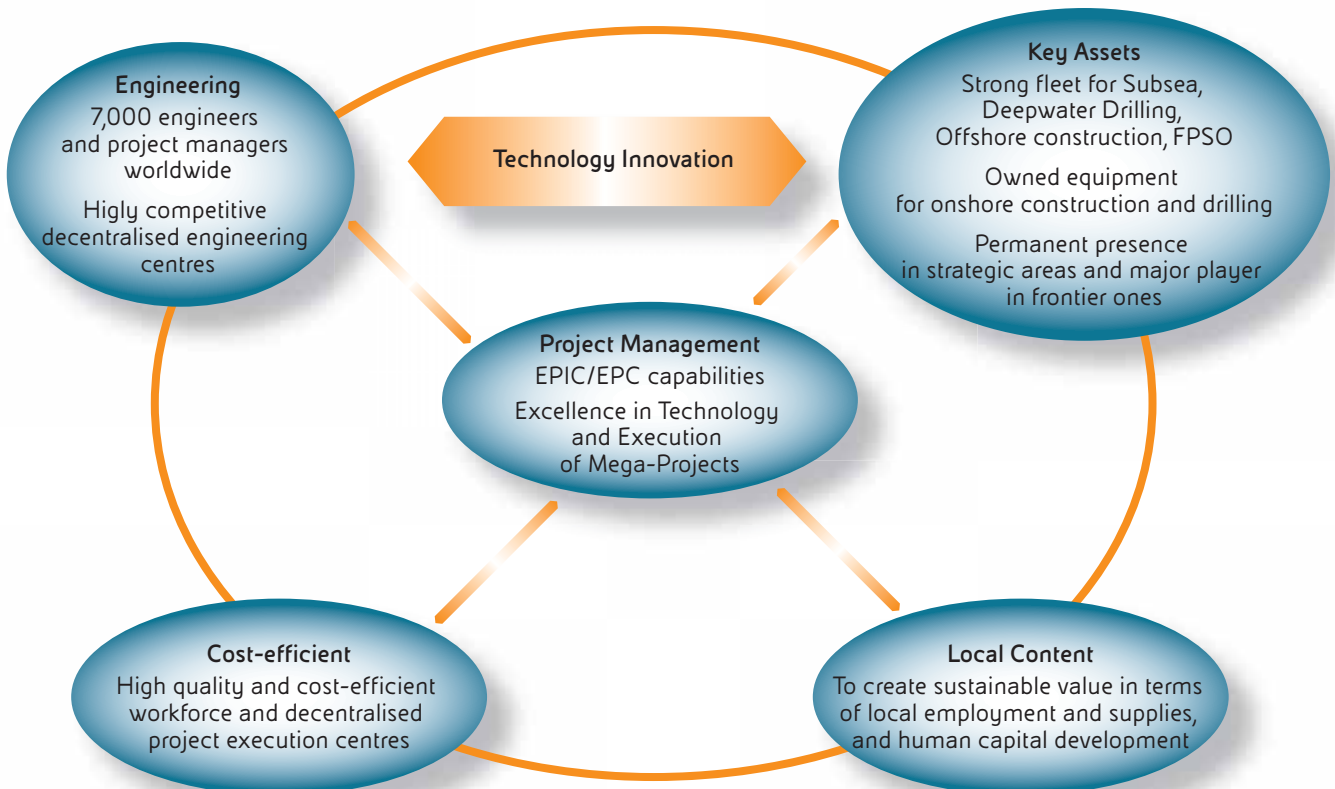 Engineering
7,000 engineers
and project managers
worldwide
Higly competitive
decentralised engineering
centres
Technology Innovation
Key Assets
Strong fleet for Subsea,
Deepwater Drilling,
Offshore construction, FPSO
Owned equipment
for onshore construction and drilling
Permanent presence
in strategic areas and major player
in frontier ones
Project Management
EPIC/EPC capabilities
Excellence in Technology
and Execution
of Mega-Projects
Cost-efficient
High quality and cost-efficient
workforce and decentralised
project execution centres
Local Content
To create sustainable value in terms
of local employment and supplies,
and human capital development